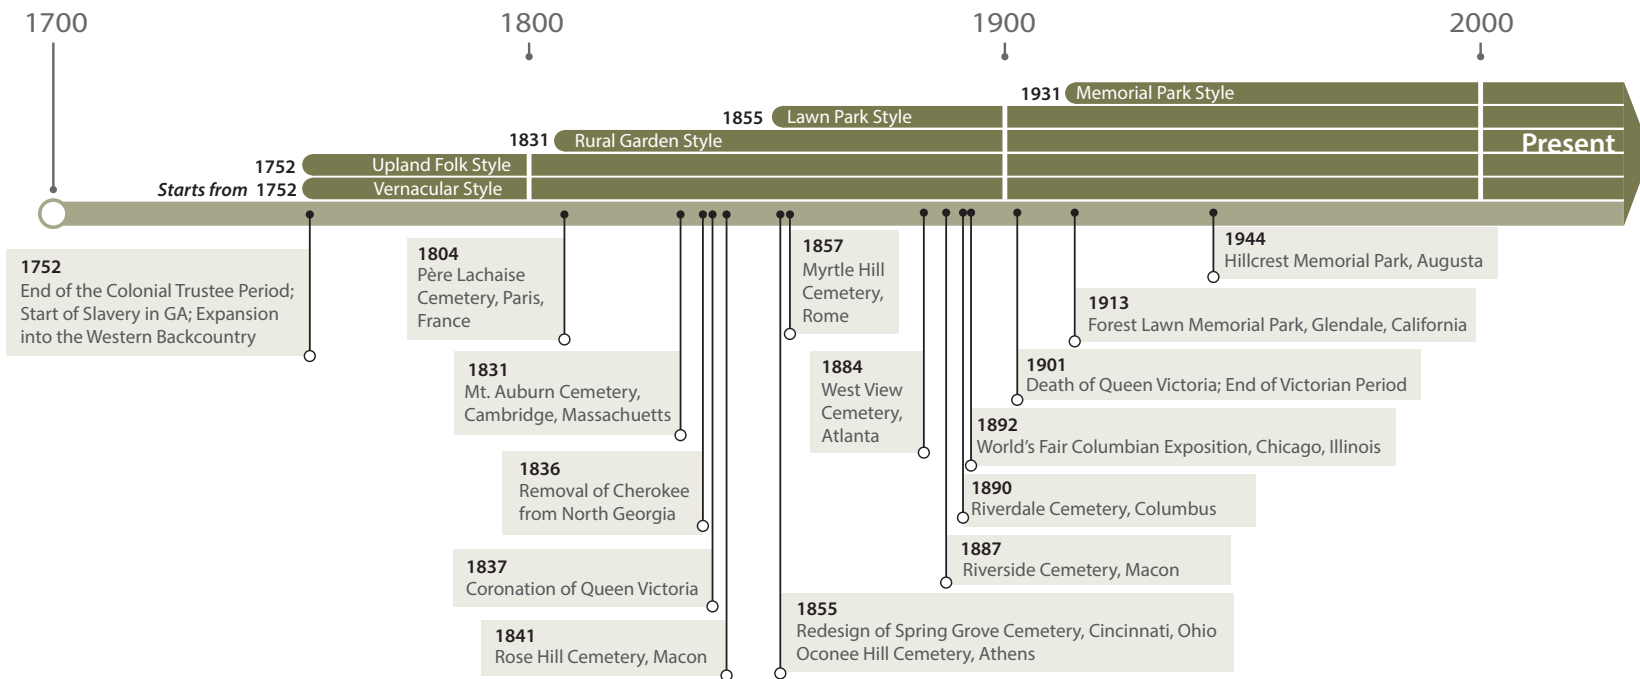 1700
1800
1900
2000
1931 Memorial Park Style
1855 Lawn Park Style
1831 Rural Garden Style
Present
1752 Upland Folk Style
Starts from 1752 Vernacular Style
1752
End of the Colonial Trustee Period;
Start of Slavery in GA; Expansion
into the Western Backcountry
1804
Père Lachaise
Cemetery, Paris,
France
1831
Mt. Auburn Cemetery,
Cambridge, Massachuetts
1836
Removal of Cherokee
from North Georgia
1837
Coronation of Queen Victoria
1841
Rose Hill Cemetery, Macon
1855
Redesign of Spring Grove Cemetery, Cincinnati, Ohio
Oconee Hill Cemetery, Athens
1857
Myrtle Hill
Cemetery,
Rome
1884
West View
Cemetery,
Atlanta
1887
Riverside Cemetery, Macon
1890
Riverdale Cemetery, Columbus
1892
World's Fair Columbian Exposition, Chicago, Illinois
1901
Death of Queen Victoria; End of Victorian Period
1913
Forest Lawn Memorial Park, Glendale, California
1944
Hillcrest Memorial Park, Augusta